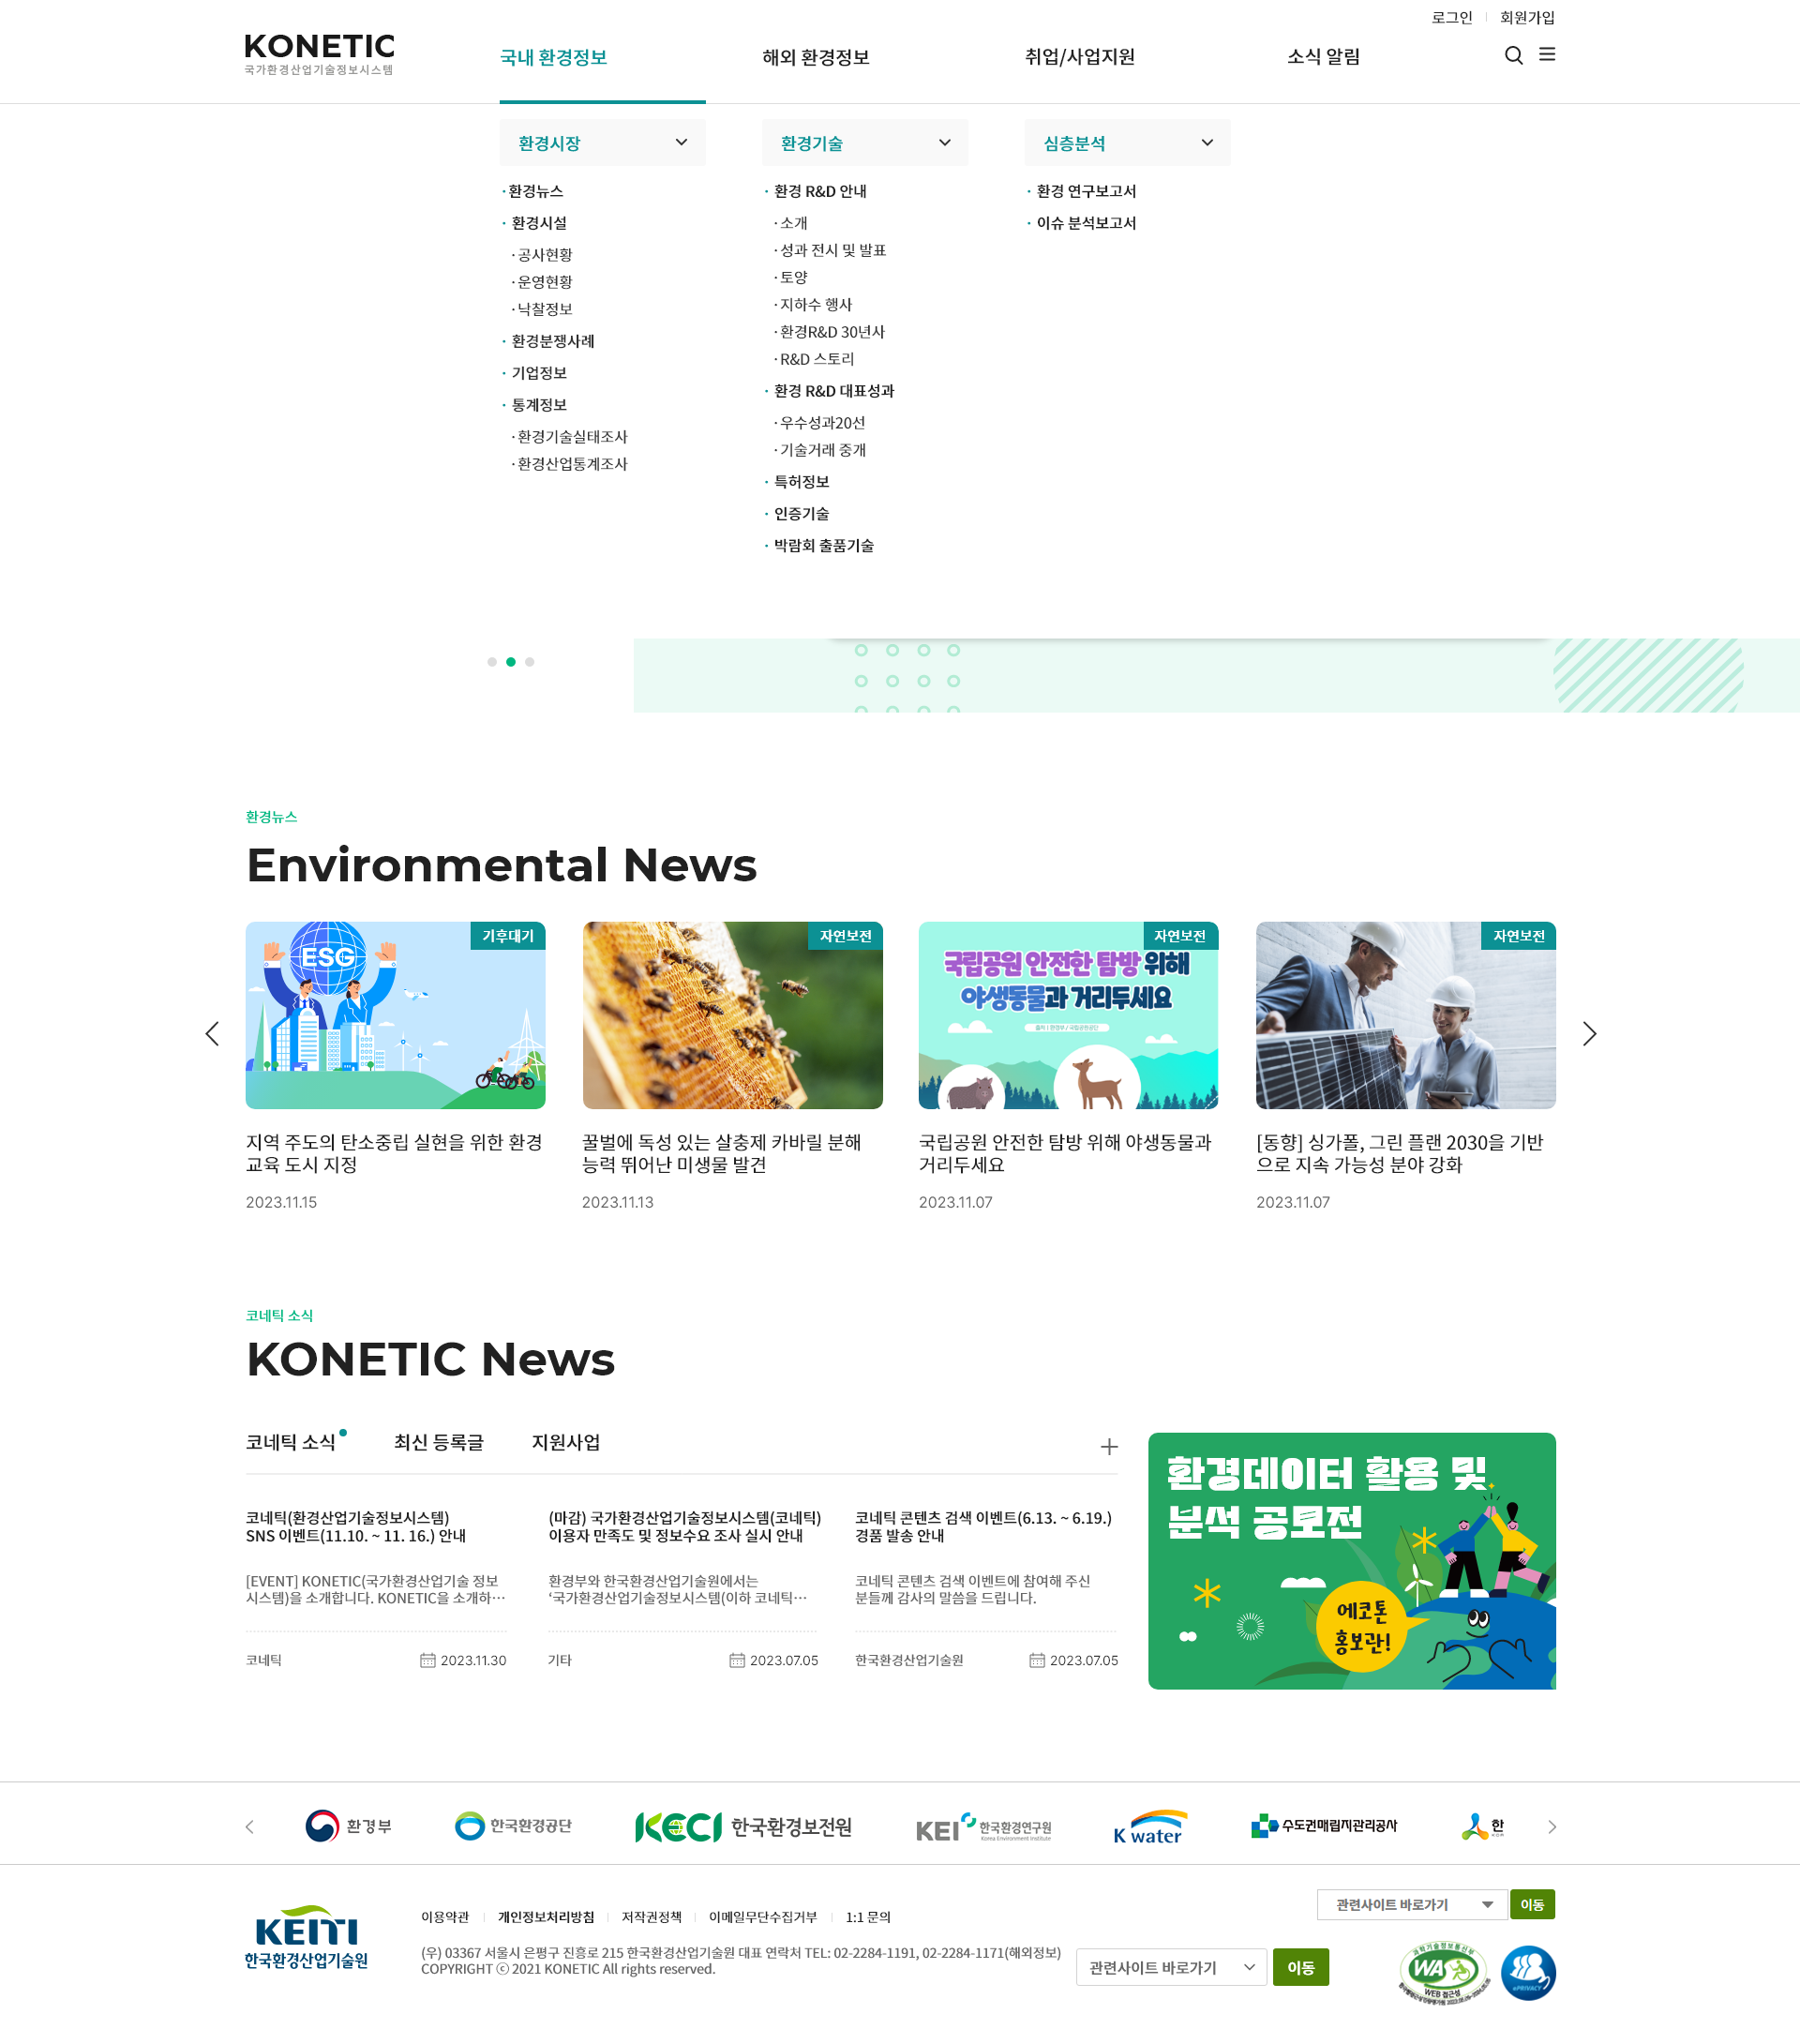 로그인
회원가입
KONETIC
국가환경산업기술정보시스템
국내 환경정보
해외 환경정보
취업/사업지원
소식 알림
환경시장
· 환경뉴스
· 환경시설
· 공사현황
· 운영현황
· 낙찰정보
· 환경분쟁사례
· 기업정보
· 통계정보
· 환경기술실태조사
· 환경산업통계조사
환경기술
· 환경 R&D 안내
· 소개
· 성과 전시 및 발표
· 토양
· 지하수 행사
· 환경R&D 30년사
· R&D 스토리
· 환경 R&D 대표성과
· 우수성과20선
· 기술거래 중개
· 특허정보
· 인증기술
· 박람회 출품기술
심층분석
· 환경 연구보고서
· 이슈 분석보고서
환경뉴스
Environmental News
기후대기
ESG
지역 주도의 탄소중립 실현을 위한 환경
교육 도시 지정
2023.11.15
자연보전
꿀벌에 독성 있는 살충제 카바릴 분해
능력 뛰어난 미생물 발견
2023.11.13
자연보전
국립공원 안전한 탐방 위해
야생동물과 거리두세요
출처 | 환경부 / 국립공원공단
국립공원 안전한 탐방 위해 야생동물과
거리두세요
2023.11.07
자연보전
[동향] 싱가폴, 그린 플랜 2030을 기반
으로 지속 가능성 분야 강화
2023.11.07
코네틱 소식
KONETIC News
코네틱 소식
최신 등록글
지원사업
코네틱(환경산업기술정보시스템)
SNS 이벤트(11.10. ~ 11. 16.) 안내
[EVENT] KONETIC(국가환경산업기술 정보
시스템)을 소개합니다. KONETIC을 소개하…
코네틱
2023.11.30
(마감) 국가환경산업기술정보시스템(코네틱)
이용자 만족도 및 정보수요 조사 실시 안내
환경부와 한국환경산업기술원에서는
‘국가환경산업기술정보시스템(이하 코네틱…
기타
2023.07.05
코네틱 콘텐츠 검색 이벤트(6.13. ~ 6.19.)
경품 발송 안내
코네틱 콘텐츠 검색 이벤트에 참여해 주신
분들께 감사의 말씀을 드립니다.
한국환경산업기술원
2023.07.05
환경데이터 활용 및
분석 공모전
에코톤
홍보관!
환경부
한국환경공단
KECI 한국환경보전원
KEI 한국환경연구원
Korea Environment Institute
K water
수도권매립지관리공사
한
KEITI
한국환경산업기술원
이용약관
개인정보처리방침
저작권정책
이메일무단수집거부
1:1 문의
(우) 03367 서울시 은평구 진흥로 215 한국환경산업기술원 대표 연락처 TEL: 02-2284-1191, 02-2284-1171(해외정보)
COPYRIGHT ⓒ 2021 KONETIC All rights reserved.
관련사이트 바로가기
이동
관련사이트 바로가기
이동
과학기술정보통신부
WA
WEB 접근성
ePRIVACY